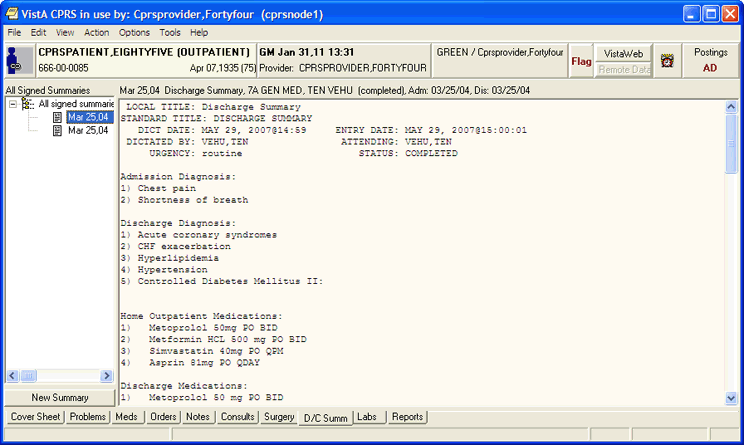 VistA CPRS in use by: Cprsprovider,Fortyfour (cprsnode1)
File Edit View Action Options Tools Help
CPRSPATIENT,EIGHTYFIVE (OUTPATIENT)
666-00-0085 Apr 07,1935 (75)
GM Jan 31,11 13:31
Provider: CPRSPROVIDER,FORTYFOUR
GREEN / Cprsprovider,Fortyfour
Flag
VistaWeb
Remote Data
Postings
AD
All Signed Summaries
Mar 25,04 Discharge Summary, 7A GEN MED, TEN VEHU (completed), Adm: 03/25/04, Dis: 03/25/04
All signed summarie
Mar 25,04
Mar 25,04
LOCAL TITLE: Discharge Summary
STANDARD TITLE: DISCHARGE SUMMARY
DICT DATE: MAY 29, 2007@14:59 ENTRY DATE: MAY 29, 2007@15:00:01
DICTATED BY: VEHU,TEN ATTENDING: VEHU,TEN
URGENCY: routine STATUS: COMPLETED
Admission Diagnosis:
1) Chest pain
2) Shortness of breath
Discharge Diagnosis:
1) Acute coronary syndromes
2) CHF exacerbation
3) Hyperlipidemia
4) Hypertension
5) Controlled Diabetes Mellitus II:
Home Outpatient Medications:
1) Metoprolol 50mg PO BID
2) Metformin HCL 500 mg PO BID
3) Simvastatin 40mg PO QPM
4) Asprin 81mg PO QDAY
Discharge Medications:
1) Metoprolol 50 mg PO BID
New Summary
Cover Sheet Problems Meds Orders Notes Consults Surgery D/C Summ Labs Reports